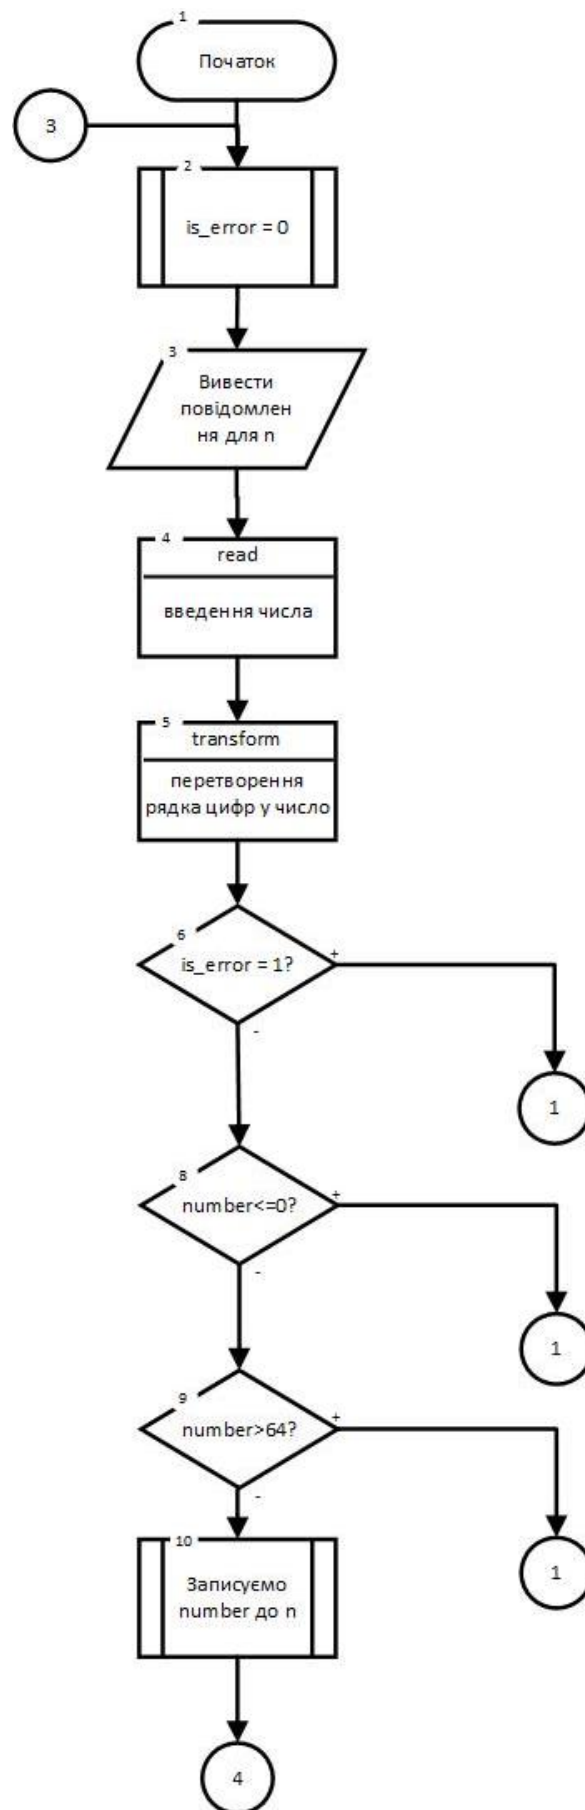 1
Початок
3
2
is_error = 0
3
Вивести
повідомлен
ня для n
4
read
введення числа
5
transform
перетворення
рядка цифр у число
6
is_error = 1?
+
-
1
8
number<=0?
+
-
1
9
number>64?
+
-
1
10
Записуємо
number до n
4